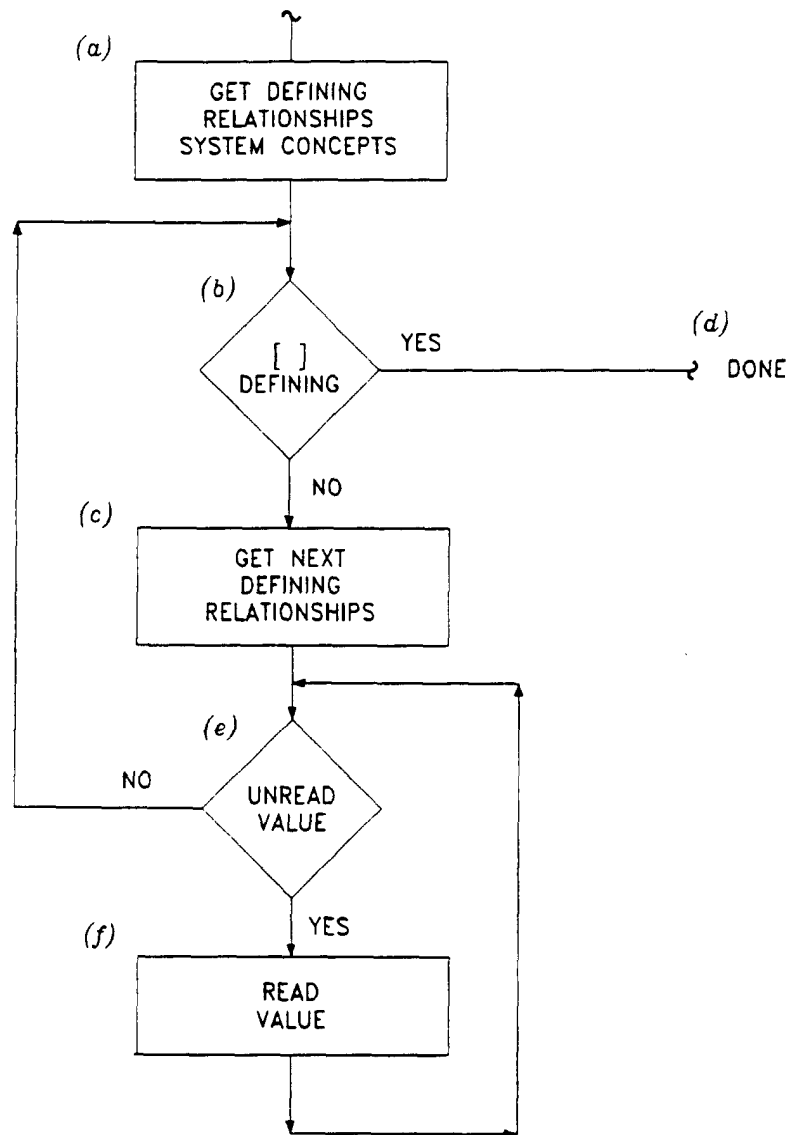 (a)
GET DEFINING
RELATIONSHIPS
SYSTEM CONCEPTS
(b)
[ ]
DEFINING
YES
(d)
DONE
NO
(c)
GET NEXT
DEFINING
RELATIONSHIPS
(e)
NO
UNREAD
VALUE
YES
(f)
READ
VALUE